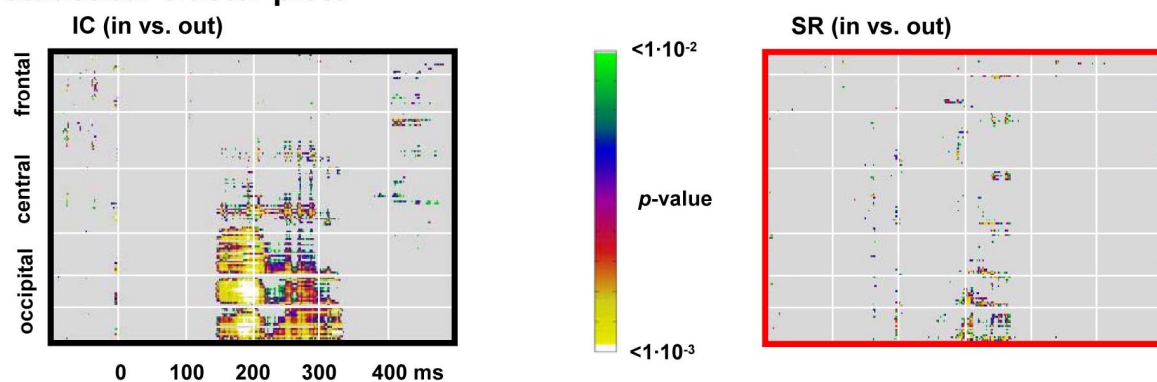 IC (in vs. out)
SR (in vs. out)
frontal
central
occipital
<1·10-2
p-value
<1·10-3
0 100 200 300 400 ms